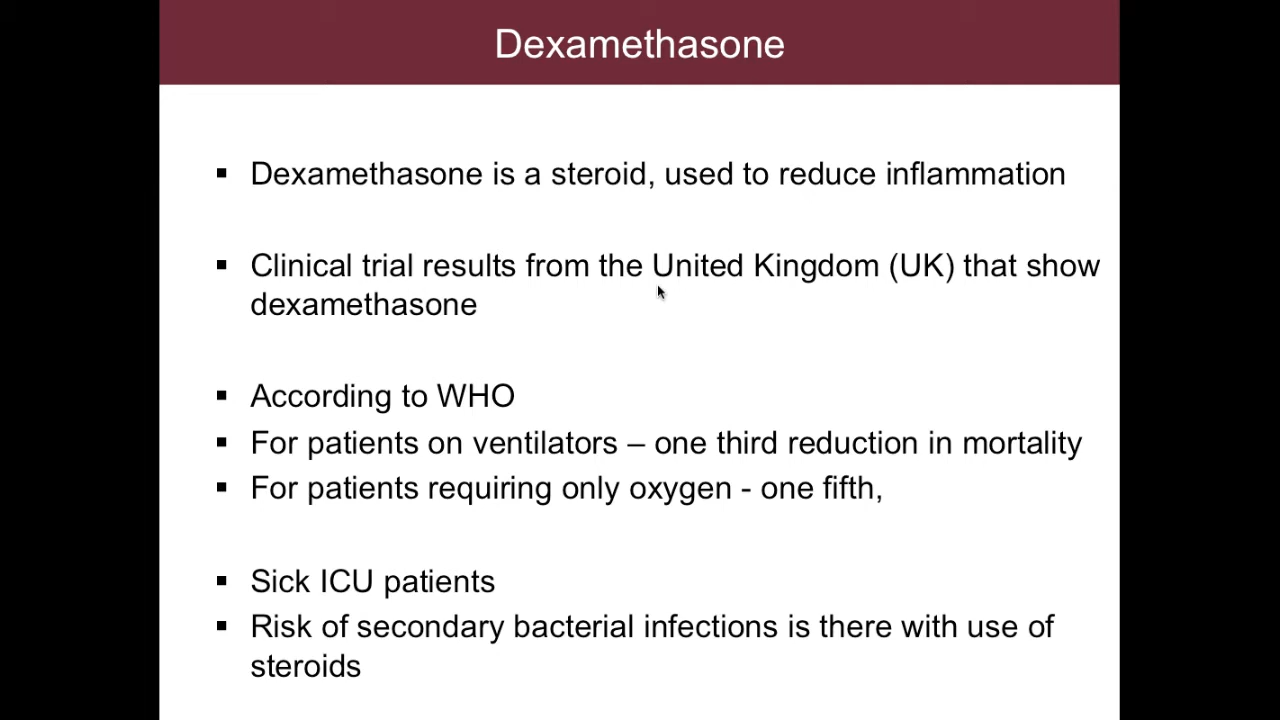 Dexamethasone
▪ Dexamethasone is a steroid, used to reduce inflammation
▪ Clinical trial results from the United Kingdom (UK) that show
dexamethasone
▪ According to WHO
▪ For patients on ventilators – one third reduction in mortality
▪ For patients requiring only oxygen - one fifth,
▪ Sick ICU patients
▪ Risk of secondary bacterial infections is there with use of
steroids